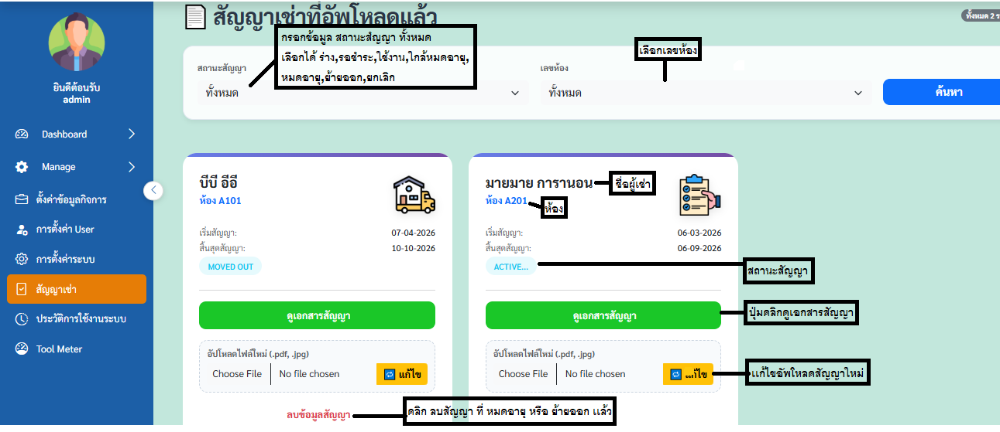 สัญญาเช่าที่อัพโหลดแล้ว
ทั้งหมด 2
ยินดีต้อนรับ
admin
Dashboard
Manage
ตั้งค่าข้อมูลกิจการ
การตั้งค่า User
การตั้งค่าระบบ
สัญญาเช่า
ประวัติการใช้งานระบบ
Tool Meter
กรอกข้อมูล สถานะสัญญา ทั้งหมด
เลือกได้ ร่าง,รอชำระ,ใช้งาน,ใกล้หมดอายุ,
หมดอายุ,ย้ายออก,ยกเลิก
เลือกเลขห้อง
สถานะสัญญา
ทั้งหมด
เลขห้อง
ทั้งหมด
ค้นหา
บีบี อีอี
ห้อง A101
เริ่มสัญญา: 07-04-2026
สิ้นสุดสัญญา: 10-10-2026
MOVED OUT
ดูเอกสารสัญญา
อัปโหลดไฟล์ใหม่ (.pdf, .jpg)
Choose File No file chosen แก้ไข
ลบข้อมูลสัญญา
คลิก ลบสัญญา ที่ หมดอายุ หรือ ย้ายออก แล้ว
มายมาย การานอน
ชื่อผู้เช่า
ห้อง A201
ห้อง
เริ่มสัญญา: 06-03-2026
สิ้นสุดสัญญา: 06-09-2026
ACTIVE...
สถานะสัญญา
ดูเอกสารสัญญา
ปุ่มคลิกดูเอกสารสัญญา
อัปโหลดไฟล์ใหม่ (.pdf, .jpg)
Choose File No file chosen แก้ไข
แก้ไขอัพโหลดสัญญาใหม่